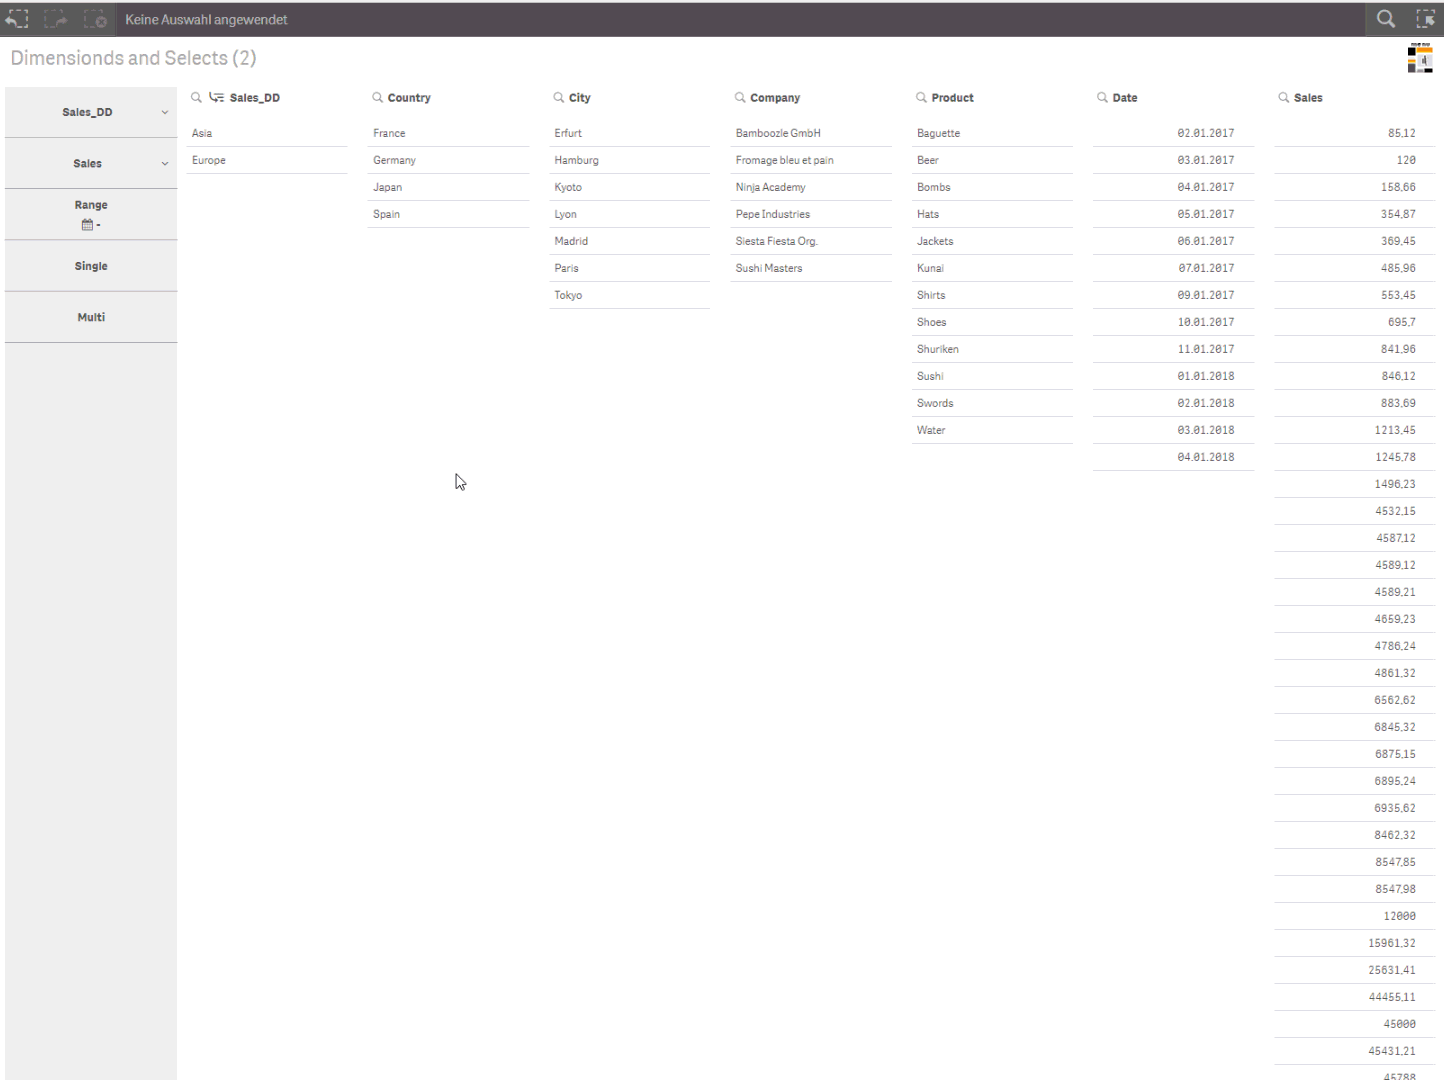 Keine Auswahl angewendet
Dimensionds and Selects (2)
Sales_DD
Sales
Range
-
Single
Multi
Sales_DD
Asia
Europe
Country
France
Germany
Japan
Spain
City
Erfurt
Hamburg
Kyoto
Lyon
Madrid
Paris
Tokyo
Company
Bamboozle GmbH
Fromage bleu et pain
Ninja Academy
Pepe Industries
Siesta Fiesta Org.
Sushi Masters
Product
Baguette
Beer
Bombs
Hats
Jackets
Kunai
Shirts
Shoes
Shuriken
Sushi
Swords
Water
Date
02.01.2017
03.01.2017
04.01.2017
05.01.2017
06.01.2017
07.01.2017
09.01.2017
10.01.2017
11.01.2017
01.01.2018
02.01.2018
03.01.2018
04.01.2018
Sales
85,12
120
158,66
354,87
369,45
485,96
553,45
695,7
841,96
846,12
883,69
1213,45
1245,78
1496,23
4532,15
4587,12
4589,12
4589,21
4659,23
4786,24
4861,32
6562,62
6845,32
6875,15
6895,24
6935,62
8462,32
8547,85
8547,98
12000
15961,32
25631,41
44455,11
45000
45431,21
45788